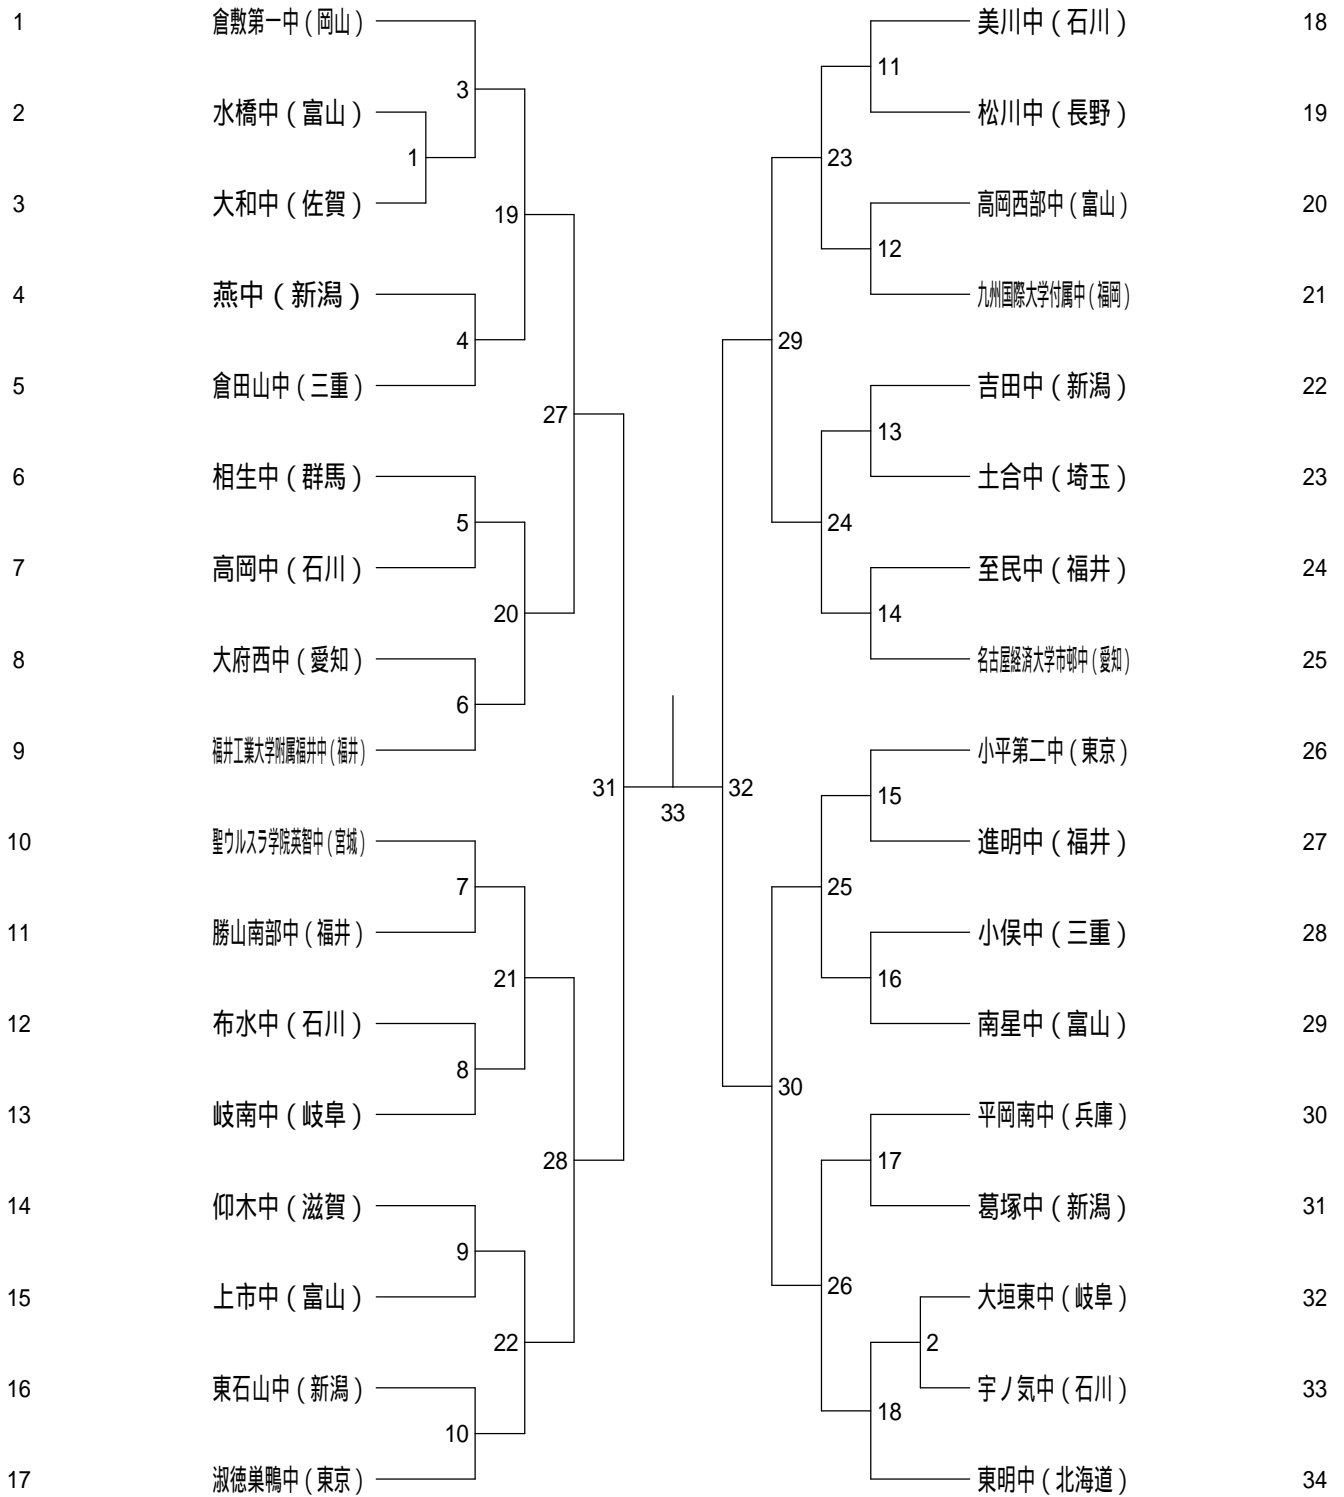 1 倉敷第一中（岡山）
2 水橋中（富山）
3 大和中（佐賀）
4 燕中（新潟）
5 倉田山中（三重）
6 相生中（群馬）
7 高岡中（石川）
8 大府西中（愛知）
9 福井工業大学附属福井中（福井）
10 聖ウルスラ学院英智中（宮城）
11 勝山南部中（福井）
12 布水中（石川）
13 岐南中（岐阜）
14 仰木中（滋賀）
15 上市中（富山）
16 東石山中（新潟）
17 淑徳巣鴨中（東京）
1
3
4
5
6
7
8
9
10
19
20
21
22
27
28
31
33
32
29
30
23
24
25
26
11
12
13
14
15
16
17
18
2
美川中（石川） 18
松川中（長野） 19
高岡西部中（富山） 20
九州国際大学付属中（福岡） 21
吉田中（新潟） 22
土合中（埼玉） 23
至民中（福井） 24
名古屋経済大学市邨中（愛知） 25
小平第二中（東京） 26
進明中（福井） 27
小俣中（三重） 28
南星中（富山） 29
平岡南中（兵庫） 30
葛塚中（新潟） 31
大垣東中（岐阜） 32
宇ノ気中（石川） 33
東明中（北海道） 34